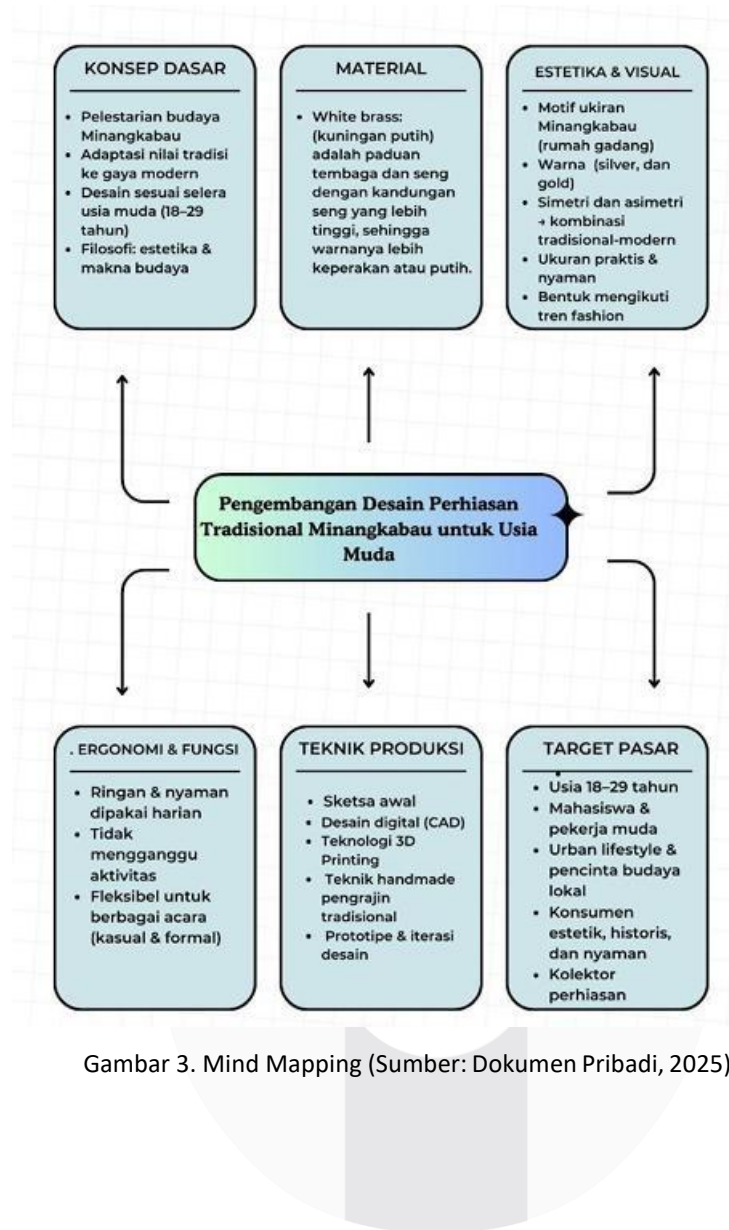 KONSEP DASAR
• Pelestarian budaya
Minangkabau
• Adaptasi nilai tradisi
ke gaya modern
• Desain sesuai selera
usia muda (18–29
tahun)
• Filosofi: estetika &
makna budaya
MATERIAL
• White brass:
(kuningan putih)
adalah paduan
tembaga dan seng
dengan kandungan
seng yang lebih
tinggi, sehingga
warnanya lebih
keperakan atau putih.
ESTETIKA & VISUAL
• Motif ukiran
Minangkabau
(rumah gadang)
• Warna (silver, dan
gold)
• Simetri dan asimetri
→ kombinasi
tradisional-modern
• Ukuran praktis &
nyaman
• Bentuk mengikuti
tren fashion
Pengembangan Desain Perhiasan
Tradisional Minangkabau untuk Usia
Muda
. ERGONOMI & FUNGSI
• Ringan & nyaman
dipakai harian
• Tidak
mengganggu
aktivitas
• Fleksibel untuk
berbagai acara
(kasual & formal)
TEKNIK PRODUKSI
• Sketsa awal
• Desain digital (CAD)
• Teknologi 3D
Printing
• Teknik handmade
pengrajin
tradisional
• Prototipe & iterasi
desain
TARGET PASAR
• Usia 18–29 tahun
• Mahasiswa &
pekerja muda
• Urban lifestyle &
pencinta budaya
lokal
• Konsumen
estetik, historis,
dan nyaman
• Kolektor
perhiasan
Gambar 3. Mind Mapping (Sumber: Dokumen Pribadi, 2025)